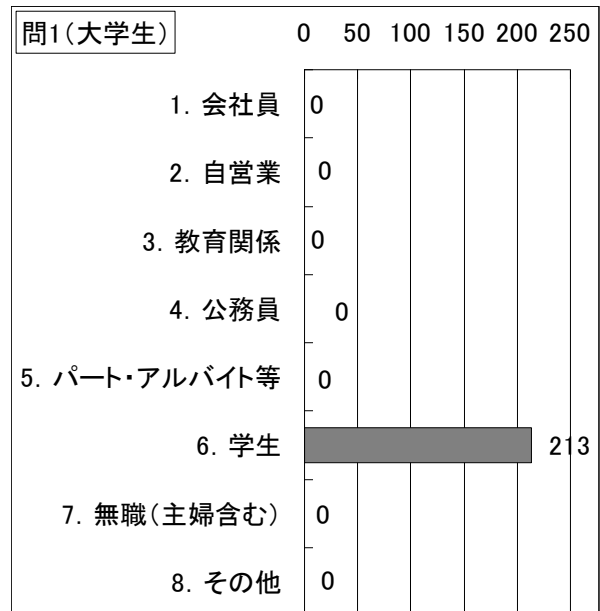 問1(大学生)
0 50 100 150 200 250
1. 会社員 0
2. 自営業 0
3. 教育関係 0
4. 公務員 0
5. パート・アルバイト等 0
6. 学生 213
7. 無職(主婦含む) 0
8. その他 0